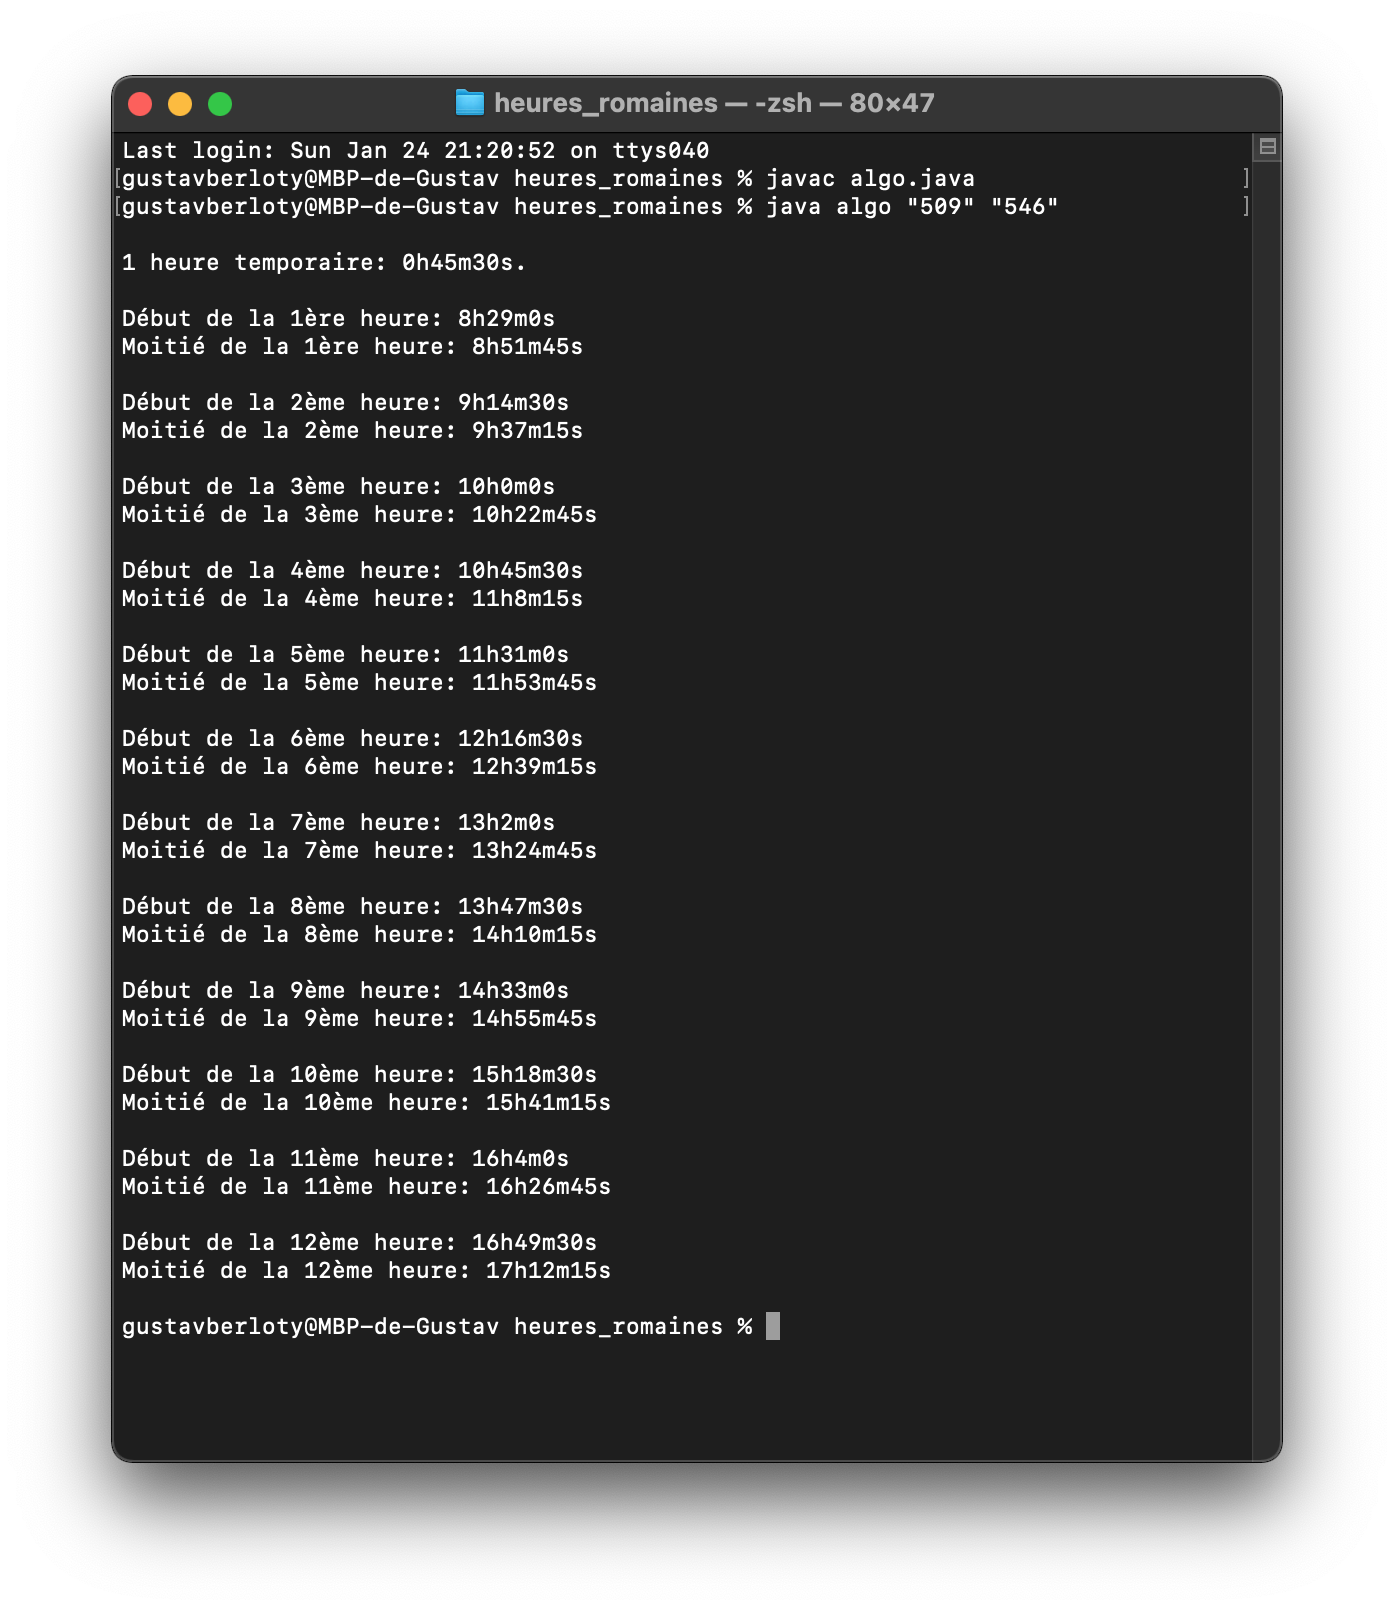 heures_romaines — -zsh — 80×47
Last login: Sun Jan 24 21:20:52 on ttys040
[gustavberloty@MBP-de-Gustav heures_romaines % javac algo.java ]
[gustavberloty@MBP-de-Gustav heures_romaines % java algo "509" "546" ]
1 heure temporaire: 0h45m30s.
Début de la 1ère heure: 8h29m0s
Moitié de la 1ère heure: 8h51m45s
Début de la 2ème heure: 9h14m30s
Moitié de la 2ème heure: 9h37m15s
Début de la 3ème heure: 10h0m0s
Moitié de la 3ème heure: 10h22m45s
Début de la 4ème heure: 10h45m30s
Moitié de la 4ème heure: 11h8m15s
Début de la 5ème heure: 11h31m0s
Moitié de la 5ème heure: 11h53m45s
Début de la 6ème heure: 12h16m30s
Moitié de la 6ème heure: 12h39m15s
Début de la 7ème heure: 13h2m0s
Moitié de la 7ème heure: 13h24m45s
Début de la 8ème heure: 13h47m30s
Moitié de la 8ème heure: 14h10m15s
Début de la 9ème heure: 14h33m0s
Moitié de la 9ème heure: 14h55m45s
Début de la 10ème heure: 15h18m30s
Moitié de la 10ème heure: 15h41m15s
Début de la 11ème heure: 16h4m0s
Moitié de la 11ème heure: 16h26m45s
Début de la 12ème heure: 16h49m30s
Moitié de la 12ème heure: 17h12m15s
gustavberloty@MBP-de-Gustav heures_romaines %